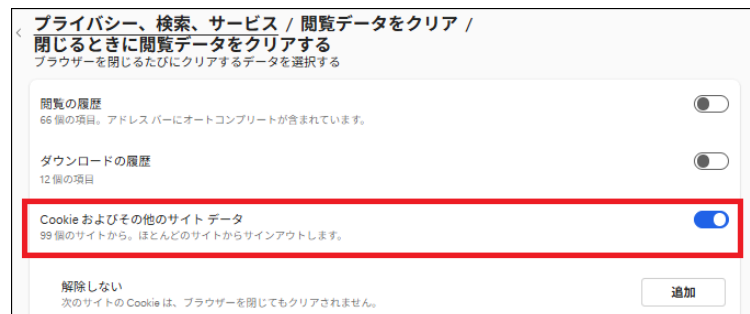 プライバシー、検索、サービス / 閲覧データをクリア /
閉じるときに閲覧データをクリアする
ブラウザーを閉じるたびにクリアするデータを選択する
閲覧の履歴
66 個の項目。アドレス バーにオートコンプリートが含まれています。
ダウンロードの履歴
12 個の項目
Cookie およびその他のサイト データ
99 個のサイトから。ほとんどのサイトからサインアウトします。
解除しない
次のサイトの Cookie は、ブラウザーを閉じてもクリアされません。
追加